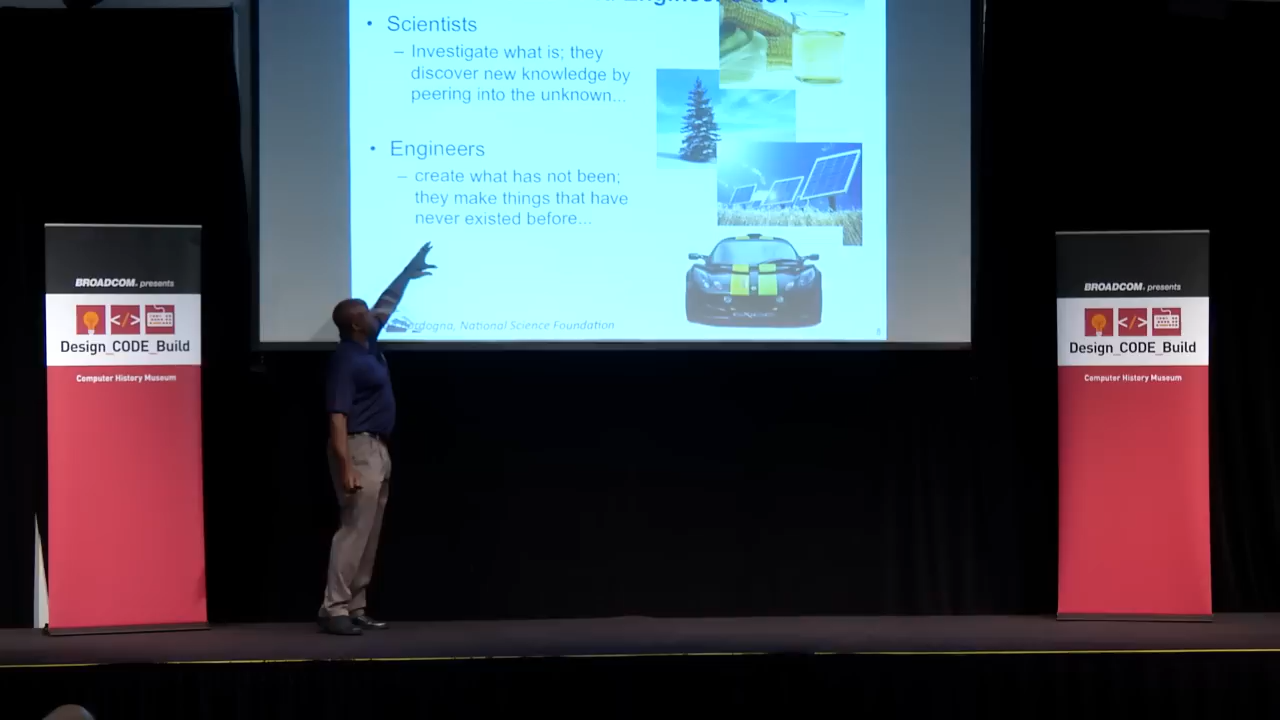 • Scientists
– Investigate what is; they
discover new knowledge by
peering into the unknown...
• Engineers
– create what has not been;
they make things that have
never existed before...
National Science Foundation
8
BROADCOM. presents
</>
Design_CODE_Build
Computer History Museum
BROADCOM. presents
</>
Design_CODE_Build
Computer History Museum